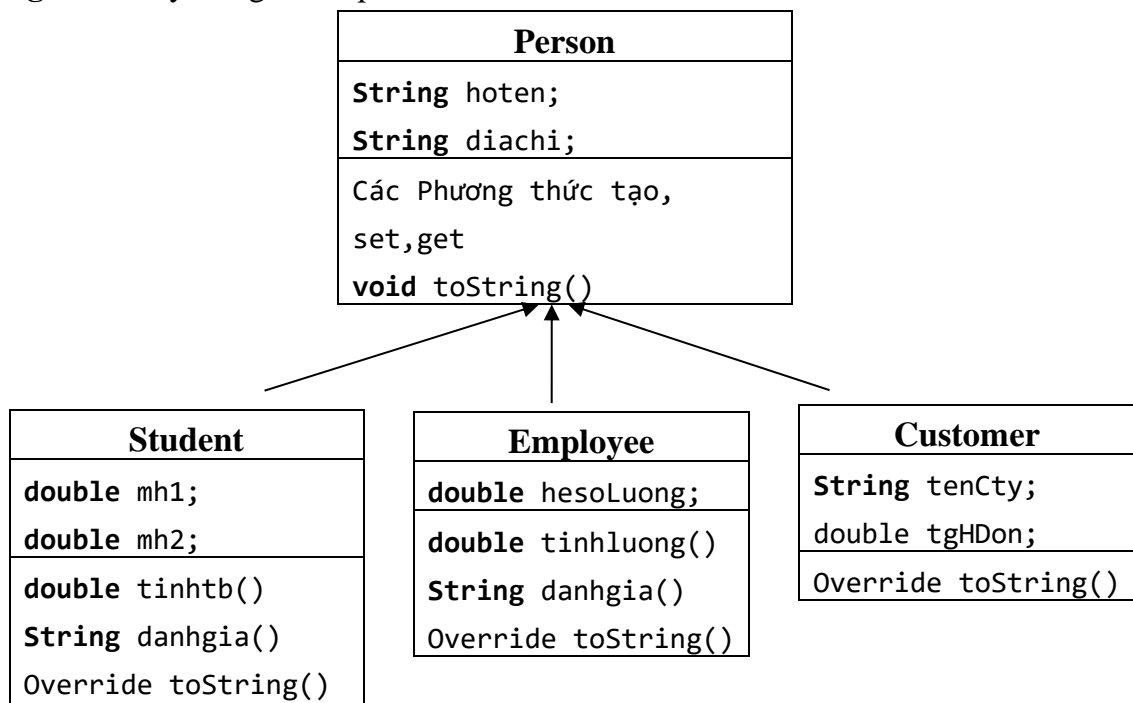 Person
String hoten;
String diachi;
Các Phương thức tạo,
set,get
void toString()
Student
double mh1;
double mh2;
double tinhtb()
String danhgia()
Override toString()
Employee
double hesoLuong;
double tinhluong()
String danhgia()
Override toString()
Customer
String tenCty;
double tgHDon;
Override toString()